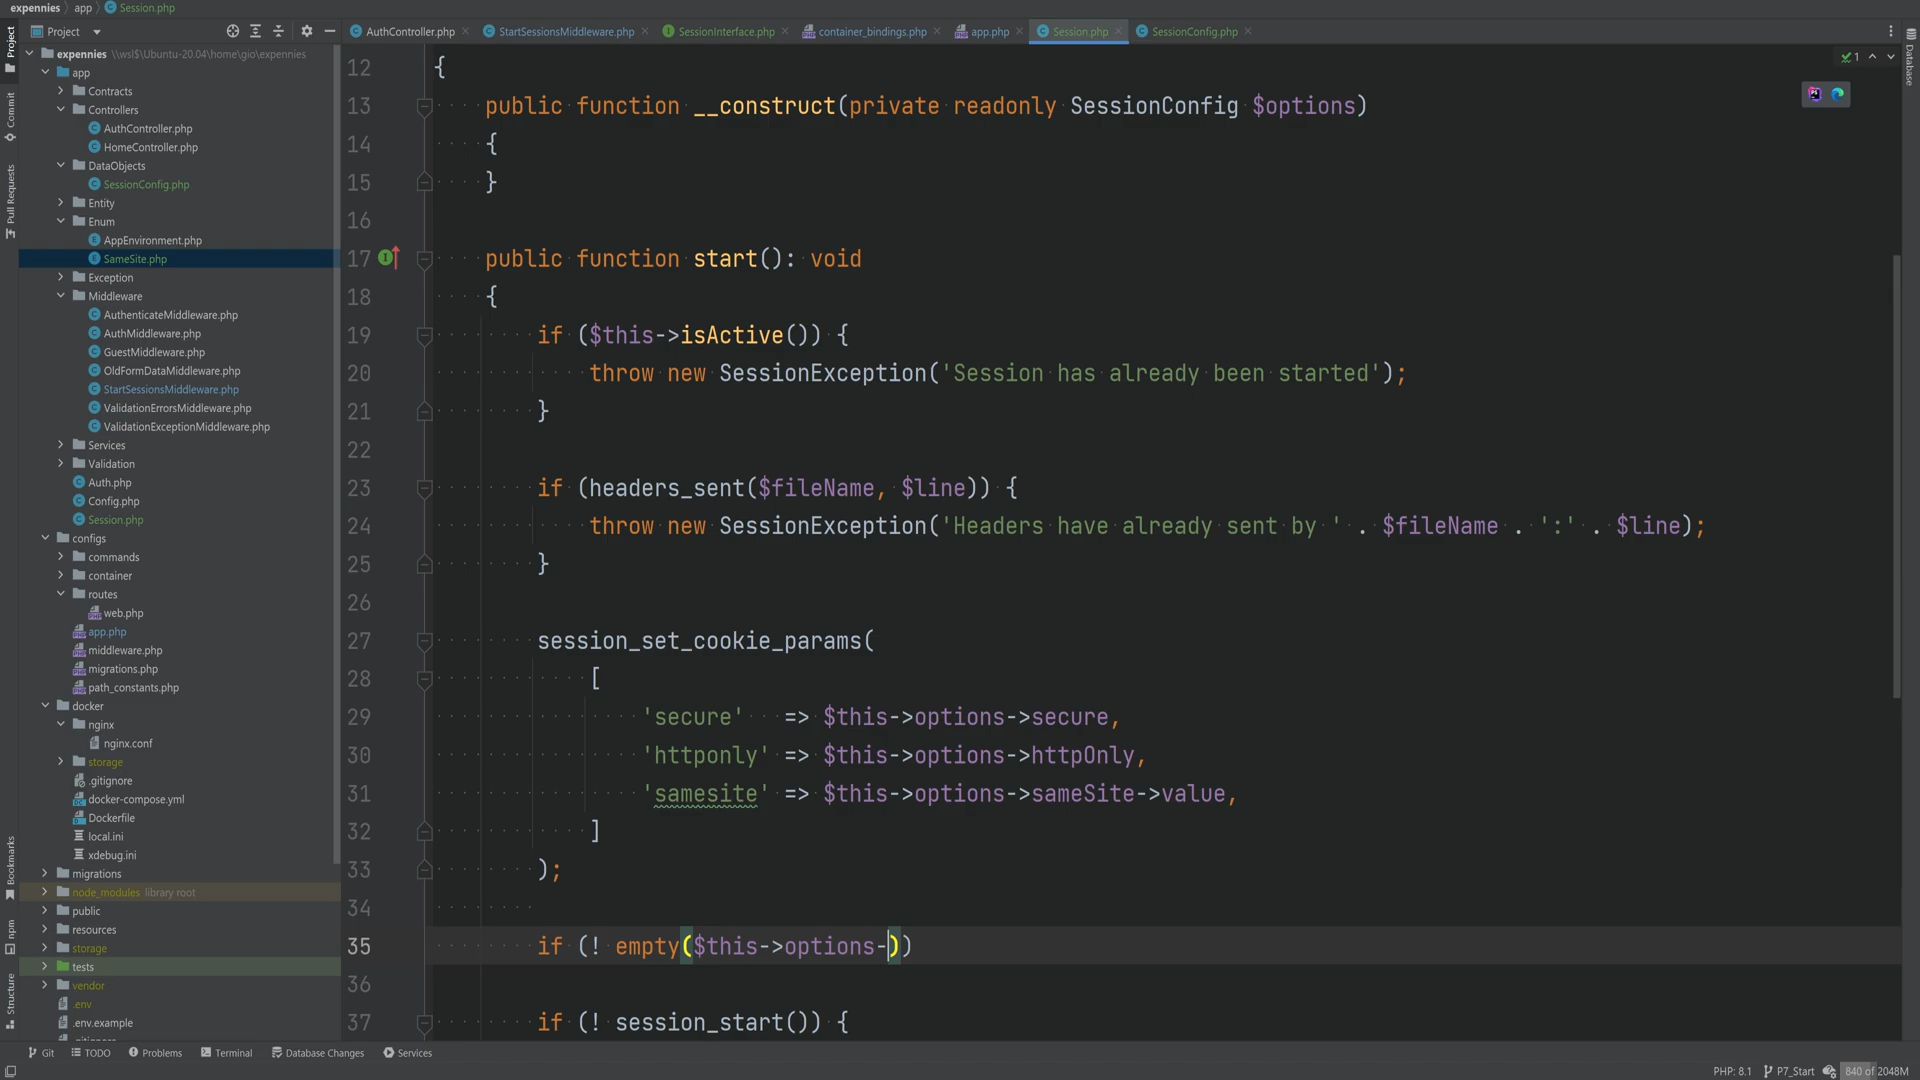 expennies
app
Session.php
Project
AuthController.php
StartSessionsMiddleware.php
SessionInterface.php
container_bindings.php
app.php
Session.php
SessionConfig.php
Project
Commit
Pull Requests
Bookmarks
npm
Structure
Database
1
expennies \\wsl$\Ubuntu-20.04\home\gio\expennies
app
Contracts
Controllers
AuthController.php
HomeController.php
DataObjects
SessionConfig.php
Entity
Enum
AppEnvironment.php
SameSite.php
Exception
Middleware
AuthenticateMiddleware.php
AuthMiddleware.php
GuestMiddleware.php
OldFormDataMiddleware.php
StartSessionsMiddleware.php
ValidationErrorsMiddleware.php
ValidationExceptionMiddleware.php
Services
Validation
Auth.php
Config.php
Session.php
configs
commands
container
routes
web.php
app.php
middleware.php
migrations.php
path_constants.php
docker
nginx
nginx.conf
storage
.gitignore
docker-compose.yml
Dockerfile
local.ini
xdebug.ini
migrations
node_modules library root
public
resources
storage
tests
vendor
.env
.env.example
12 {
13 public function __construct(private readonly SessionConfig $options)
14 {
15 }
16
17 public function start(): void
18 {
19 if ($this->isActive()) {
20 throw new SessionException('Session has already been started');
21 }
22
23 if (headers_sent($fileName, $line)) {
24 throw new SessionException('Headers have already sent by ' . $fileName . ':' . $line);
25 }
26
27 session_set_cookie_params(
28 [
29 'secure' => $this->options->secure,
30 'httponly' => $this->options->httpOnly,
31 'samesite' => $this->options->sameSite->value,
32 ]
33 );
34
35 if (! empty($this->options-))
36
37 if (! session_start()) {
Git
TODO
Problems
Terminal
Database Changes
Services
PHP: 8.1
P7_Start
840 of 2048M